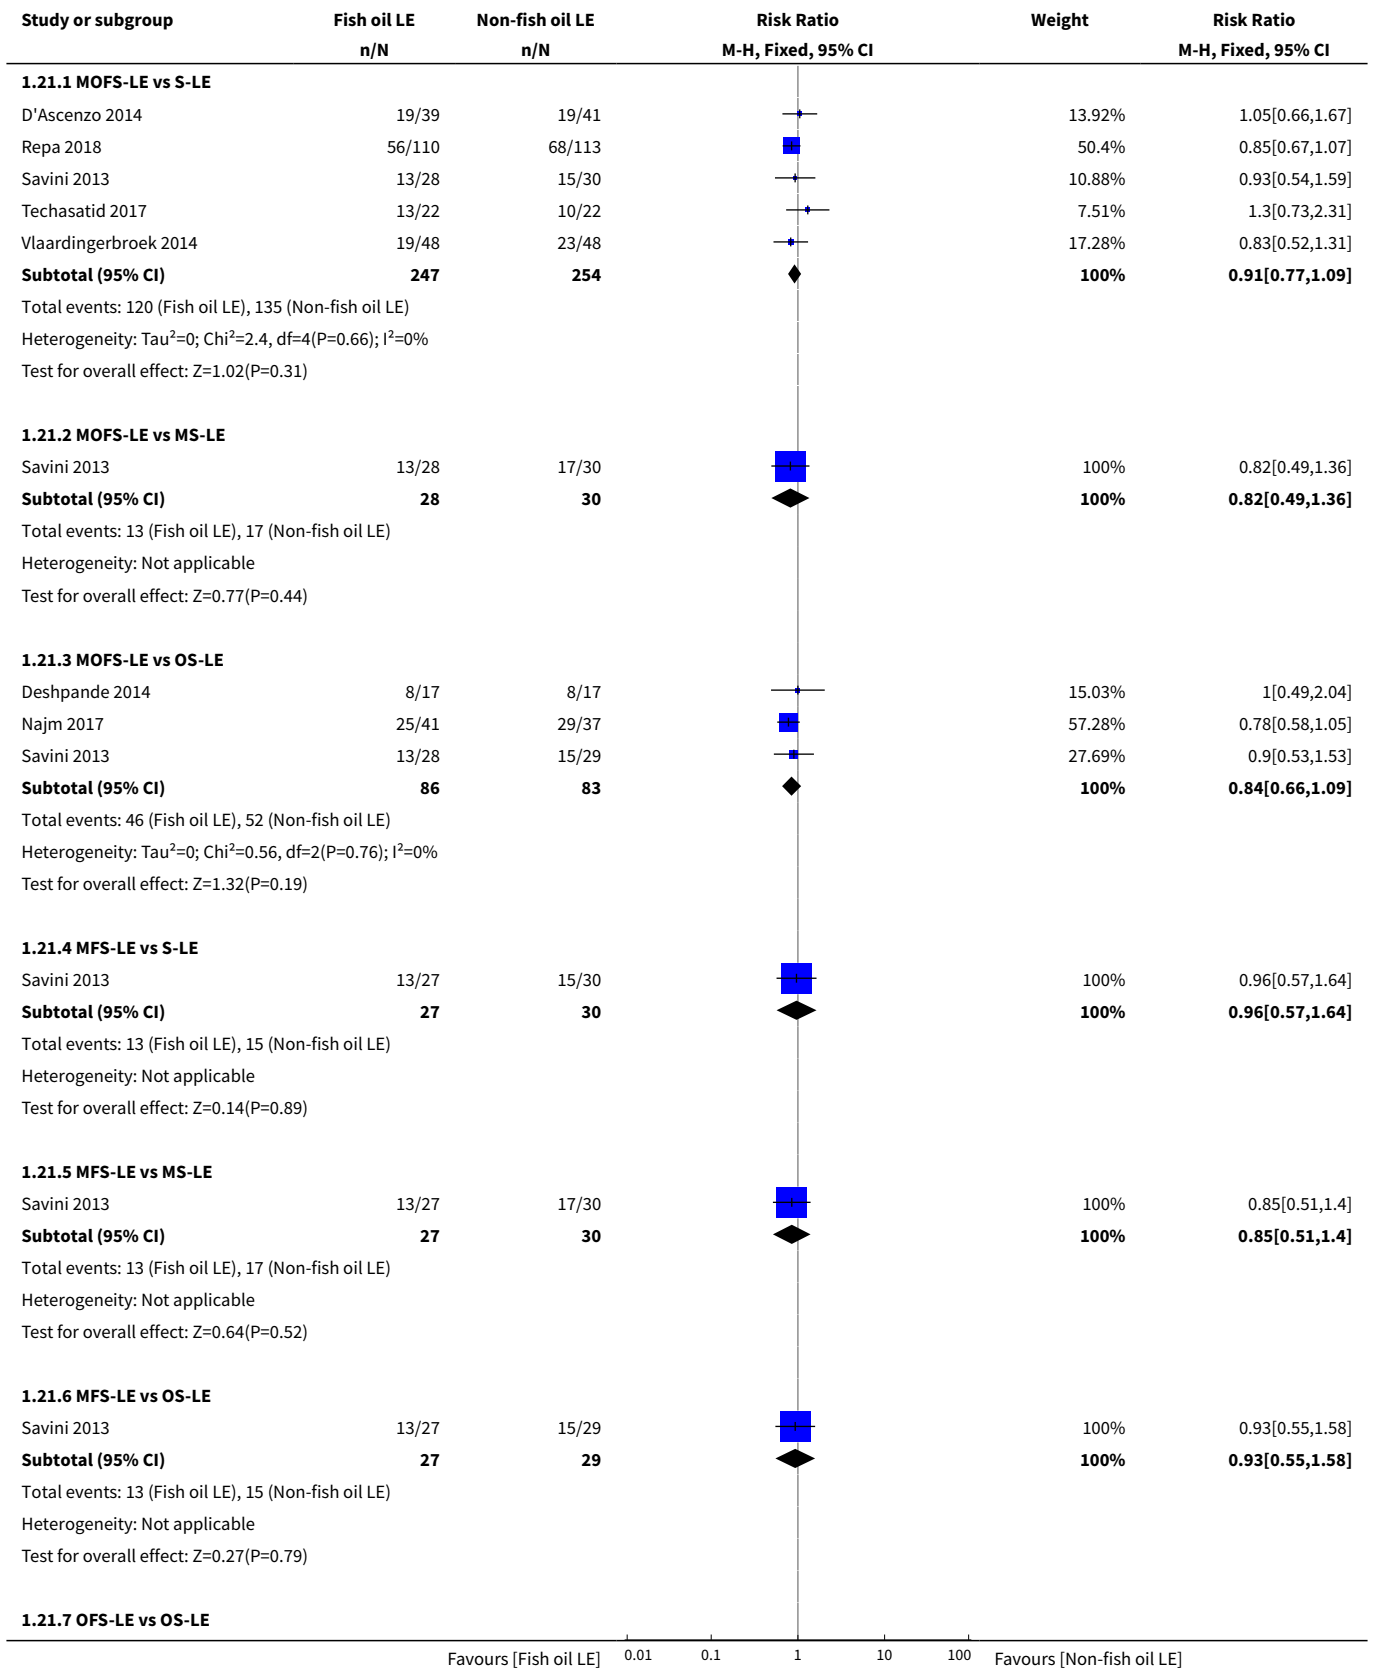 Study or subgroup Fish oil LE Non-fish oil LE Risk Ratio Weight Risk Ratio
n/N n/N M-H, Fixed, 95% CI M-H, Fixed, 95% CI
1.21.1 MOFS-LE vs S-LE
D'Ascenzo 2014 19/39 19/41 13.92% 1.05[0.66,1.67]
Repa 2018 56/110 68/113 50.4% 0.85[0.67,1.07]
Savini 2013 13/28 15/30 10.88% 0.93[0.54,1.59]
Techasatid 2017 13/22 10/22 7.51% 1.3[0.73,2.31]
Vlaardingerbroek 2014 19/48 23/48 17.28% 0.83[0.52,1.31]
Subtotal (95% CI) 247 254 100% 0.91[0.77,1.09]
Total events: 120 (Fish oil LE), 135 (Non-fish oil LE)
Heterogeneity: Tau²=0; Chi²=2.4, df=4(P=0.66); I²=0%
Test for overall effect: Z=1.02(P=0.31)
1.21.2 MOFS-LE vs MS-LE
Savini 2013 13/28 17/30 100% 0.82[0.49,1.36]
Subtotal (95% CI) 28 30 100% 0.82[0.49,1.36]
Total events: 13 (Fish oil LE), 17 (Non-fish oil LE)
Heterogeneity: Not applicable
Test for overall effect: Z=0.77(P=0.44)
1.21.3 MOFS-LE vs OS-LE
Deshpande 2014 8/17 8/17 15.03% 1[0.49,2.04]
Najm 2017 25/41 29/37 57.28% 0.78[0.58,1.05]
Savini 2013 13/28 15/29 27.69% 0.9[0.53,1.53]
Subtotal (95% CI) 86 83 100% 0.84[0.66,1.09]
Total events: 46 (Fish oil LE), 52 (Non-fish oil LE)
Heterogeneity: Tau²=0; Chi²=0.56, df=2(P=0.76); I²=0%
Test for overall effect: Z=1.32(P=0.19)
1.21.4 MFS-LE vs S-LE
Savini 2013 13/27 15/30 100% 0.96[0.57,1.64]
Subtotal (95% CI) 27 30 100% 0.96[0.57,1.64]
Total events: 13 (Fish oil LE), 15 (Non-fish oil LE)
Heterogeneity: Not applicable
Test for overall effect: Z=0.14(P=0.89)
1.21.5 MFS-LE vs MS-LE
Savini 2013 13/27 17/30 100% 0.85[0.51,1.4]
Subtotal (95% CI) 27 30 100% 0.85[0.51,1.4]
Total events: 13 (Fish oil LE), 17 (Non-fish oil LE)
Heterogeneity: Not applicable
Test for overall effect: Z=0.64(P=0.52)
1.21.6 MFS-LE vs OS-LE
Savini 2013 13/27 15/29 100% 0.93[0.55,1.58]
Subtotal (95% CI) 27 29 100% 0.93[0.55,1.58]
Total events: 13 (Fish oil LE), 15 (Non-fish oil LE)
Heterogeneity: Not applicable
Test for overall effect: Z=0.27(P=0.79)
1.21.7 OFS-LE vs OS-LE
Favours [Fish oil LE] 0.01 0.1 1 10 100 Favours [Non-fish oil LE]